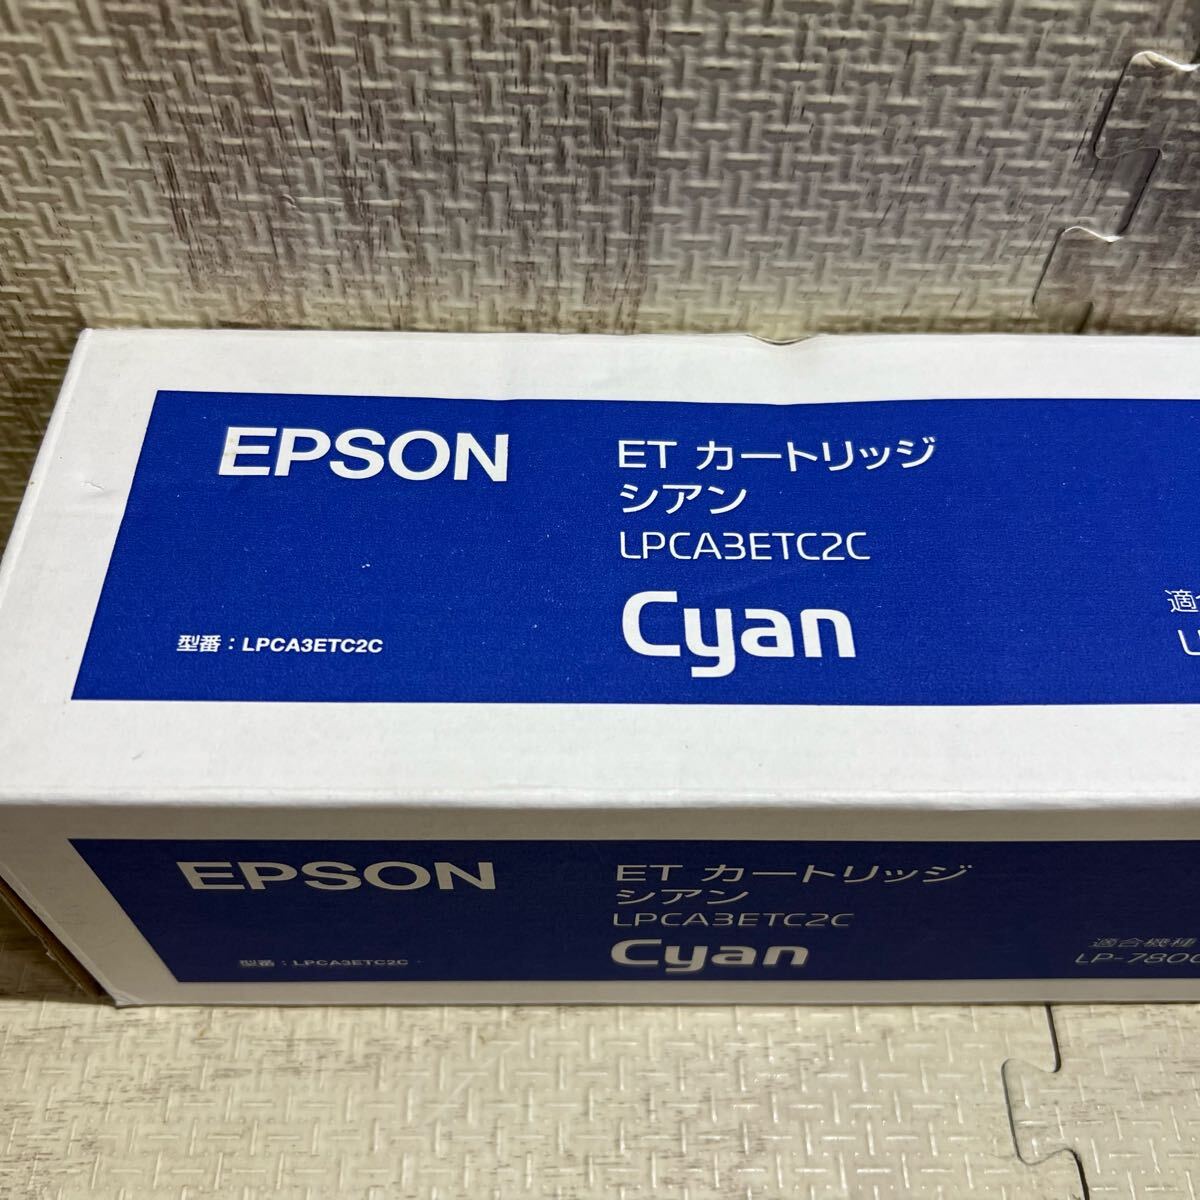 EPSON
ET カートリッジ
シアン
LPCA3ETC2C
Cyan
型番：LPCA3ETC2C
EPSON
ET カートリッジ
シアン
LPCA3ETC2C
Cyan
型番：LPCA3ETC2C
適合機種